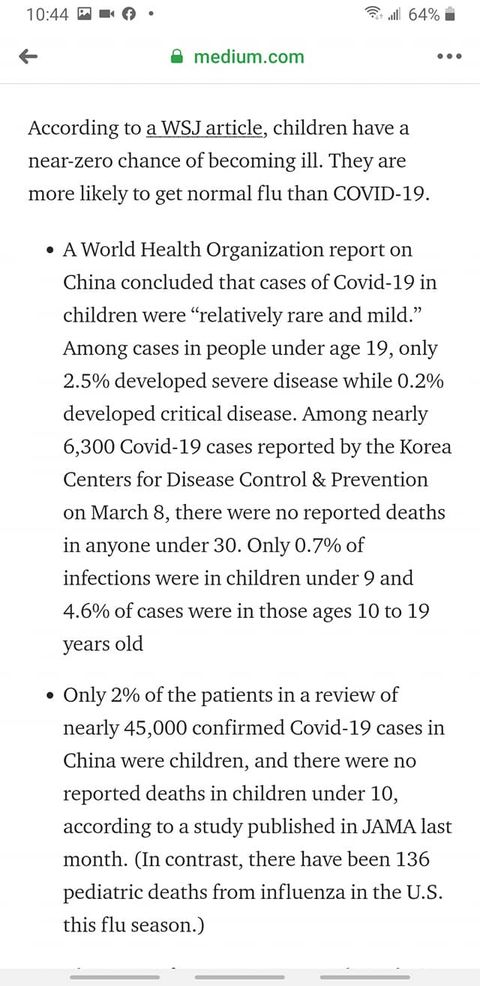 10:44
64%
medium.com
According to a WSJ article, children have a
near-zero chance of becoming ill. They are
more likely to get normal flu than COVID-19.
• A World Health Organization report on
China concluded that cases of Covid-19 in
children were “relatively rare and mild.”
Among cases in people under age 19, only
2.5% developed severe disease while 0.2%
developed critical disease. Among nearly
6,300 Covid-19 cases reported by the Korea
Centers for Disease Control & Prevention
on March 8, there were no reported deaths
in anyone under 30. Only 0.7% of
infections were in children under 9 and
4.6% of cases were in those ages 10 to 19
years old
• Only 2% of the patients in a review of
nearly 45,000 confirmed Covid-19 cases in
China were children, and there were no
reported deaths in children under 10,
according to a study published in JAMA last
month. (In contrast, there have been 136
pediatric deaths from influenza in the U.S.
this flu season.)